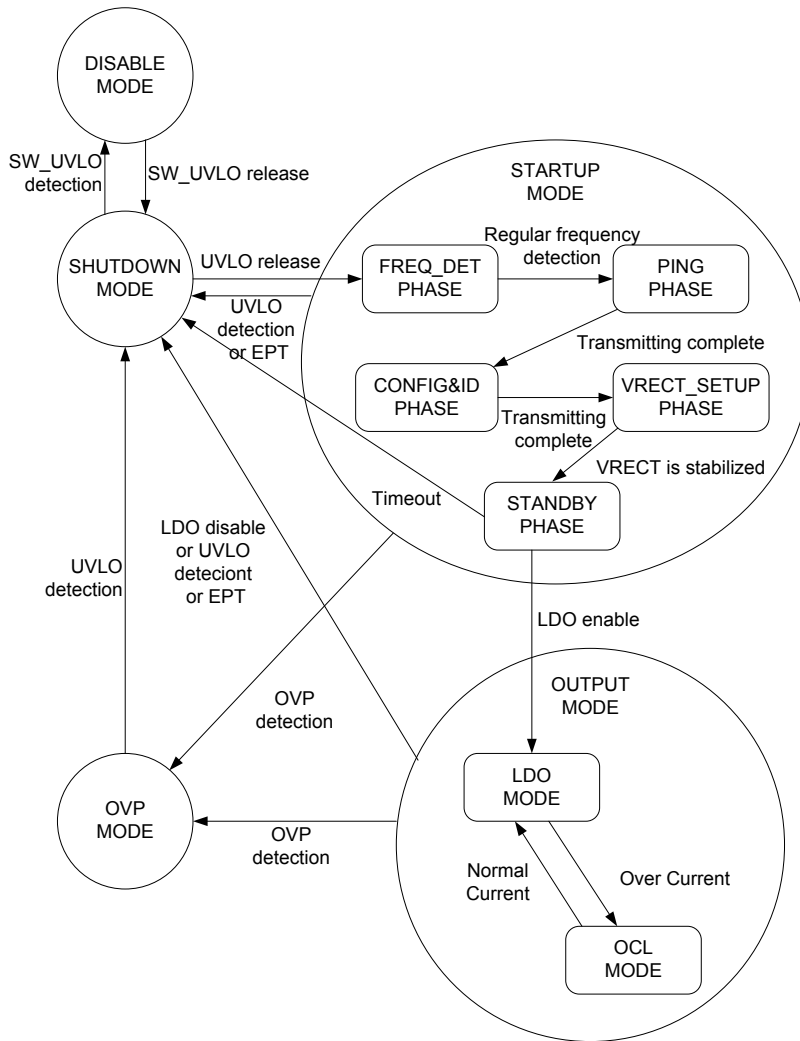 DISABLE
MODE
SW_UVLO
detection
SW_UVLO release
STARTUP
MODE
SHUTDOWN
MODE
UVLO release
FREQ_DET
PHASE
Regular frequency
detection
PING
PHASE
UVLO
detection
or EPT
Transmitting complete
CONFIG&ID
PHASE
Transmitting
complete
VRECT_SETUP
PHASE
VRECT is stabilized
Timeout
STANDBY
PHASE
LDO disable
or UVLO
deteciont
or EPT
UVLO
detection
LDO enable
OUTPUT
MODE
OVP
detection
LDO
MODE
OVP
MODE
OVP
detection
Normal
Current
Over Current
OCL
MODE